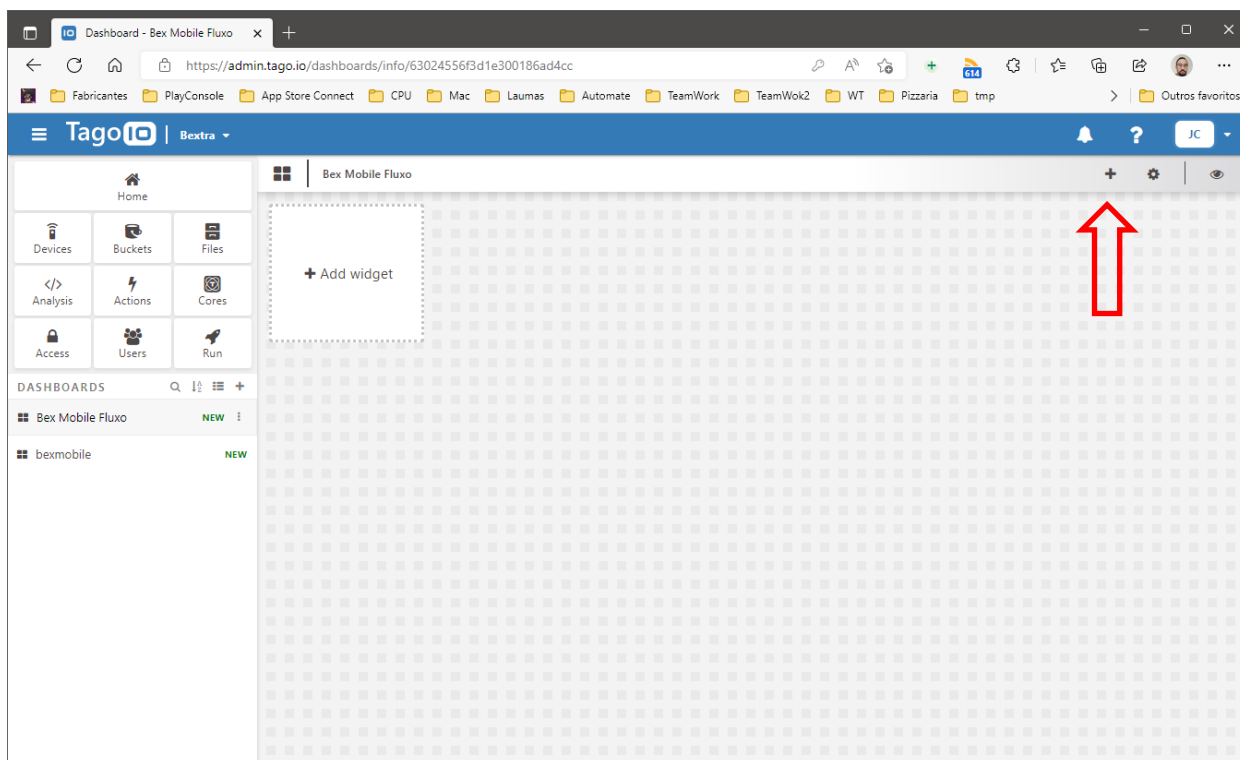 Dashboard - Bex Mobile Fluxo
https://admin.tago.io/dashboards/info/63024556f3d1e300186ad4cc
614
Fabricantes PlayConsole App Store Connect CPU Mac Laumas Automate TeamWork TeamWok2 WT Pizzaria tmp Outros favoritos
TagoIO | Bextra JC
Bex Mobile Fluxo
Home
Devices Buckets Files
Analysis Actions Cores
Access Users Run
+ Add widget
DASHBOARDS
Bex Mobile Fluxo NEW
bexmobile NEW